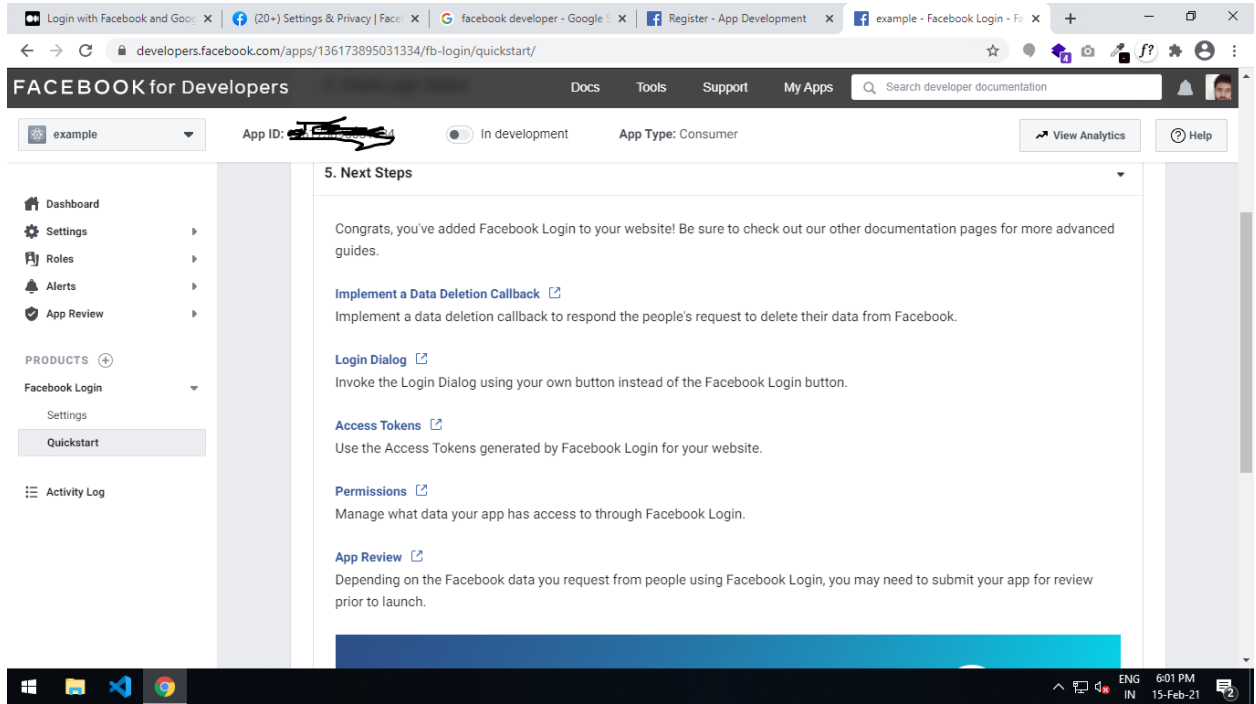 Login with Facebook and Goog
(20+) Settings & Privacy | Face
facebook developer - Google S
Register - App Development
example - Facebook Login - Fa
developers.facebook.com/apps/136173895031334/fb-login/quickstart/
4
f?
FACEBOOK for Developers
Docs
Tools
Support
My Apps
Search developer documentation
example
App ID:
In development
App Type: Consumer
View Analytics
Help
5. Next Steps
Dashboard
Settings
Roles
Alerts
App Review
PRODUCTS
Facebook Login
Settings
Quickstart
Activity Log
Congrats, you've added Facebook Login to your website! Be sure to check out our other documentation pages for more advanced
guides.
Implement a Data Deletion Callback
Implement a data deletion callback to respond the people's request to delete their data from Facebook.
Login Dialog
Invoke the Login Dialog using your own button instead of the Facebook Login button.
Access Tokens
Use the Access Tokens generated by Facebook Login for your website.
Permissions
Manage what data your app has access to through Facebook Login.
App Review
Depending on the Facebook data you request from people using Facebook Login, you may need to submit your app for review
prior to launch.
ENG
IN
6:01 PM
15-Feb-21
2